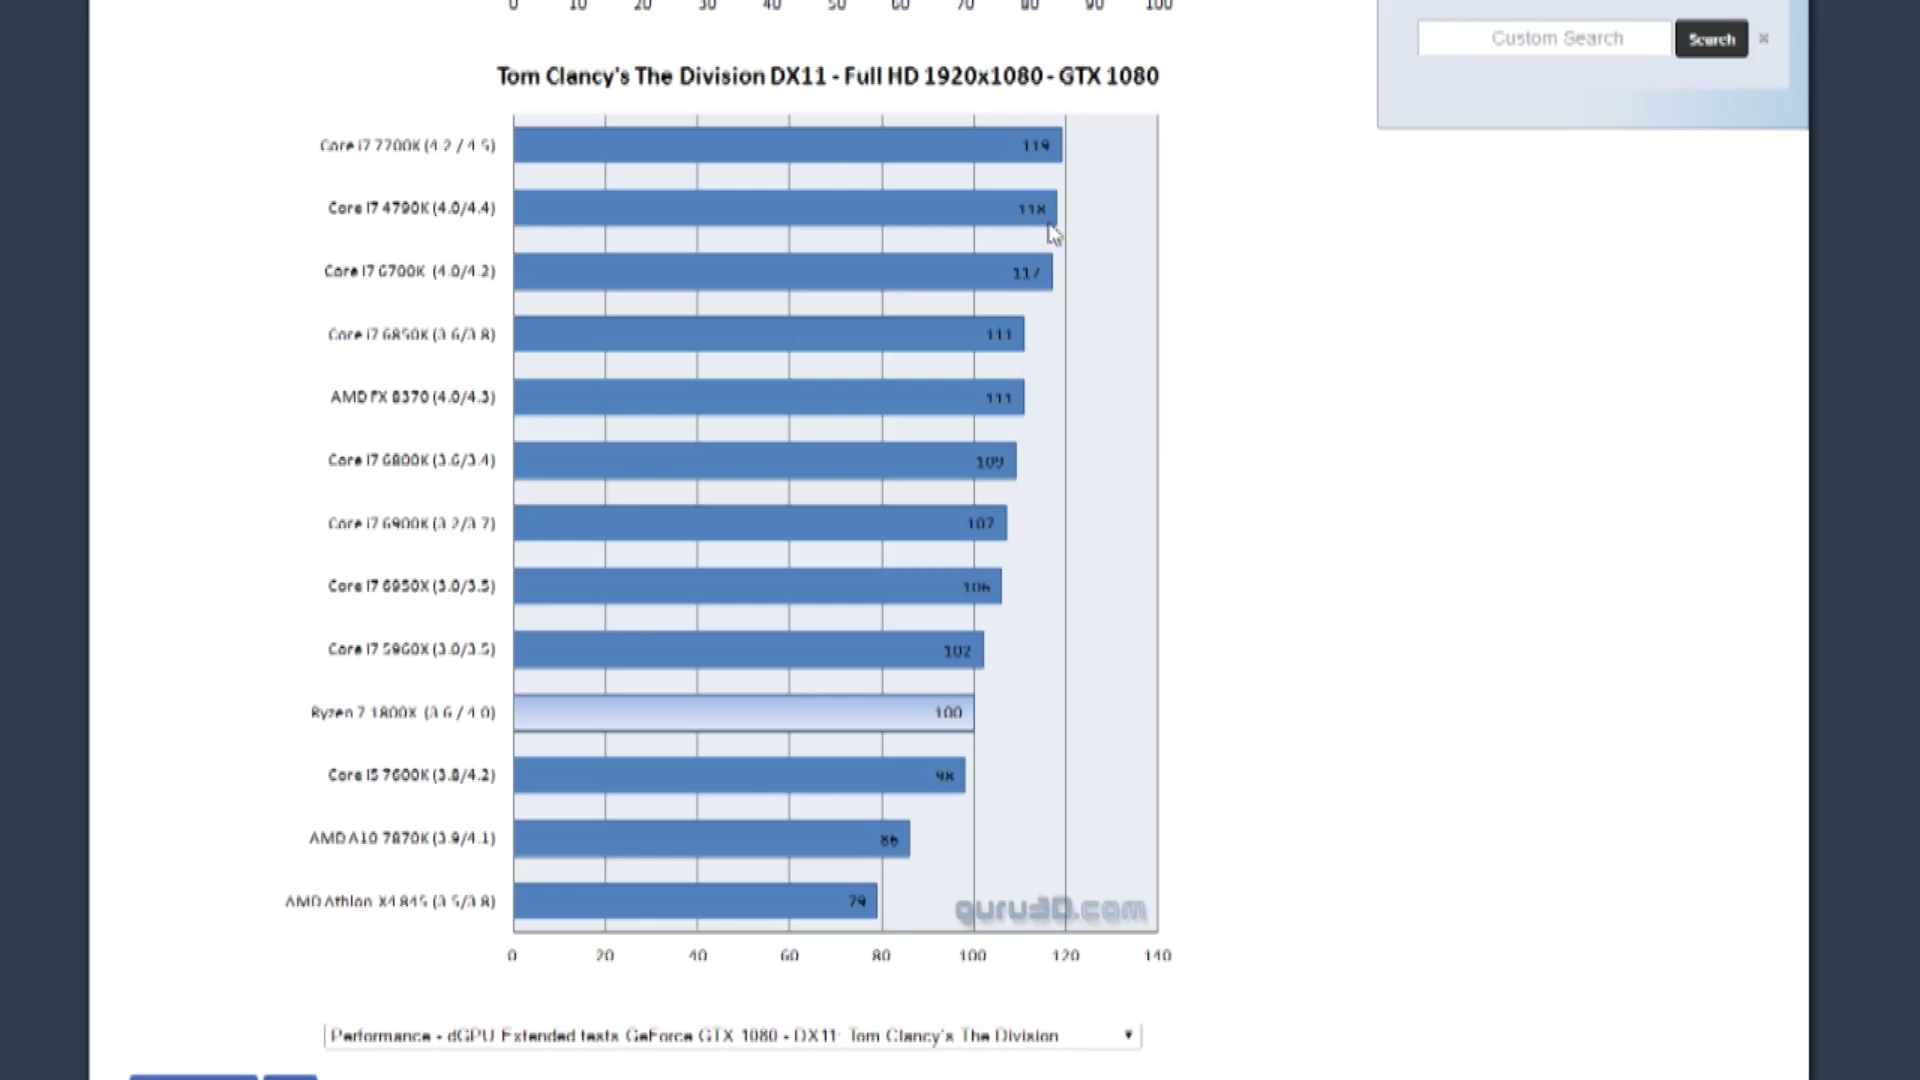 0 10 20 30 40 50 60 70 80 90 100
Custom Search Search ×
Tom Clancy's The Division DX11 - Full HD 1920x1080 - GTX 1080
Core i7 7700K (4.2 / 4.5) 119
Core i7 4790K (4.0/4.4) 118
Core i7 6700K (4.0/4.2) 117
Core i7 6850K (3.6/3.8) 111
AMD FX 8370 (4.0/4.3) 111
Core i7 6800K (3.6/3.4) 109
Core i7 6900K (3.2/3.7) 107
Core i7 6950X (3.0/3.5) 106
Core i7 5960X (3.0/3.5) 102
Ryzen 7 1800X (3.6 / 4.0) 100
Core i5 7600K (3.8/4.2) 98
AMD A10 7870K (3.9/4.1) 86
AMD Athlon X4 845 (3.5/3.8) 79
guru3D.com
0 20 40 60 80 100 120 140
Performance - dGPU Extended tests GeForce GTX 1080 - DX11: Tom Clancy's The Division